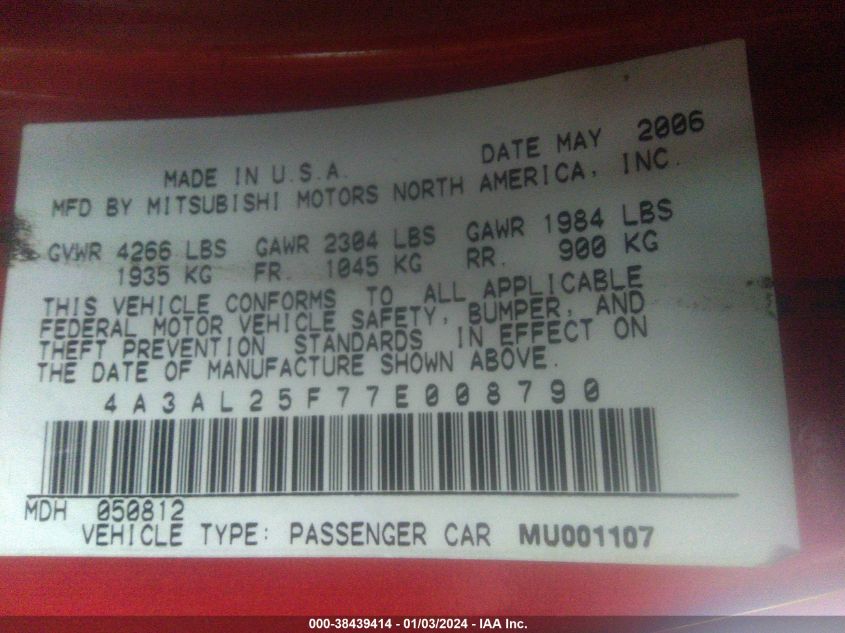 DATE MAY 2006
MADE IN U.S.A.
MFD BY MITSUBISHI MOTORS NORTH AMERICA, INC.
GVWR 4266 LBS GAWR 2304 LBS GAWR 1984 LBS
1935 KG FR. 1045 KG RR. 900 KG
THIS VEHICLE CONFORMS TO ALL APPLICABLE
FEDERAL MOTOR VEHICLE SAFETY, BUMPER, AND
THEFT PREVENTION STANDARDS IN EFFECT ON
THE DATE OF MANUFACTURE SHOWN ABOVE.
4A3AL25F77E008790
MDH 050812
VEHICLE TYPE: PASSENGER CAR MU001107
000-38439414 - 01/03/2024 - IAA Inc.